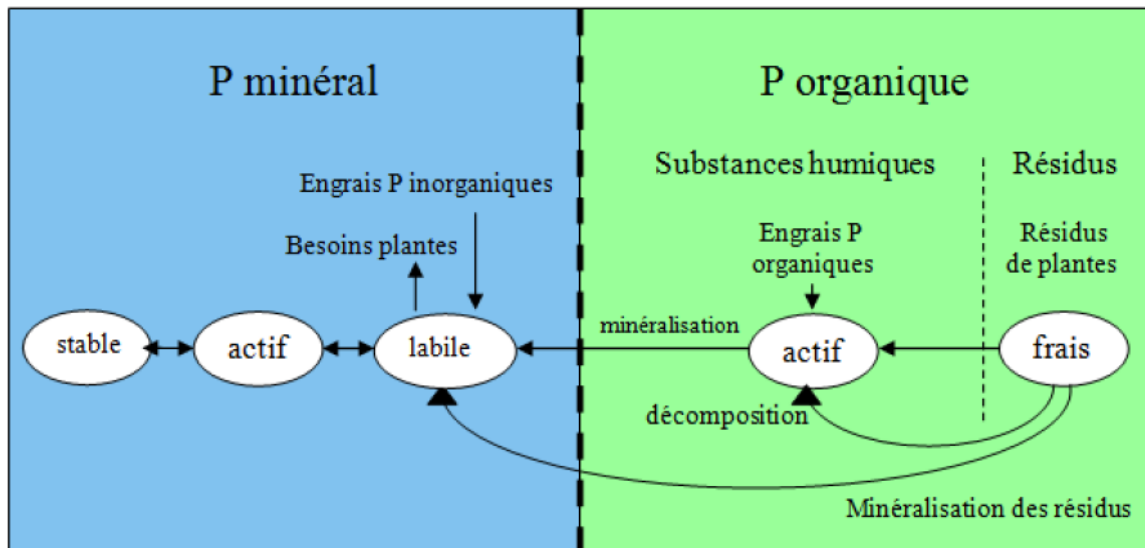 P minéral
P organique
Substances humiques
Résidus
Engrais P inorganiques
Besoins plantes
Engrais P
organiques
Résidus
de plantes
stable
actif
labile
minéralisation
actif
frais
décomposition
Minéralisation des résidus